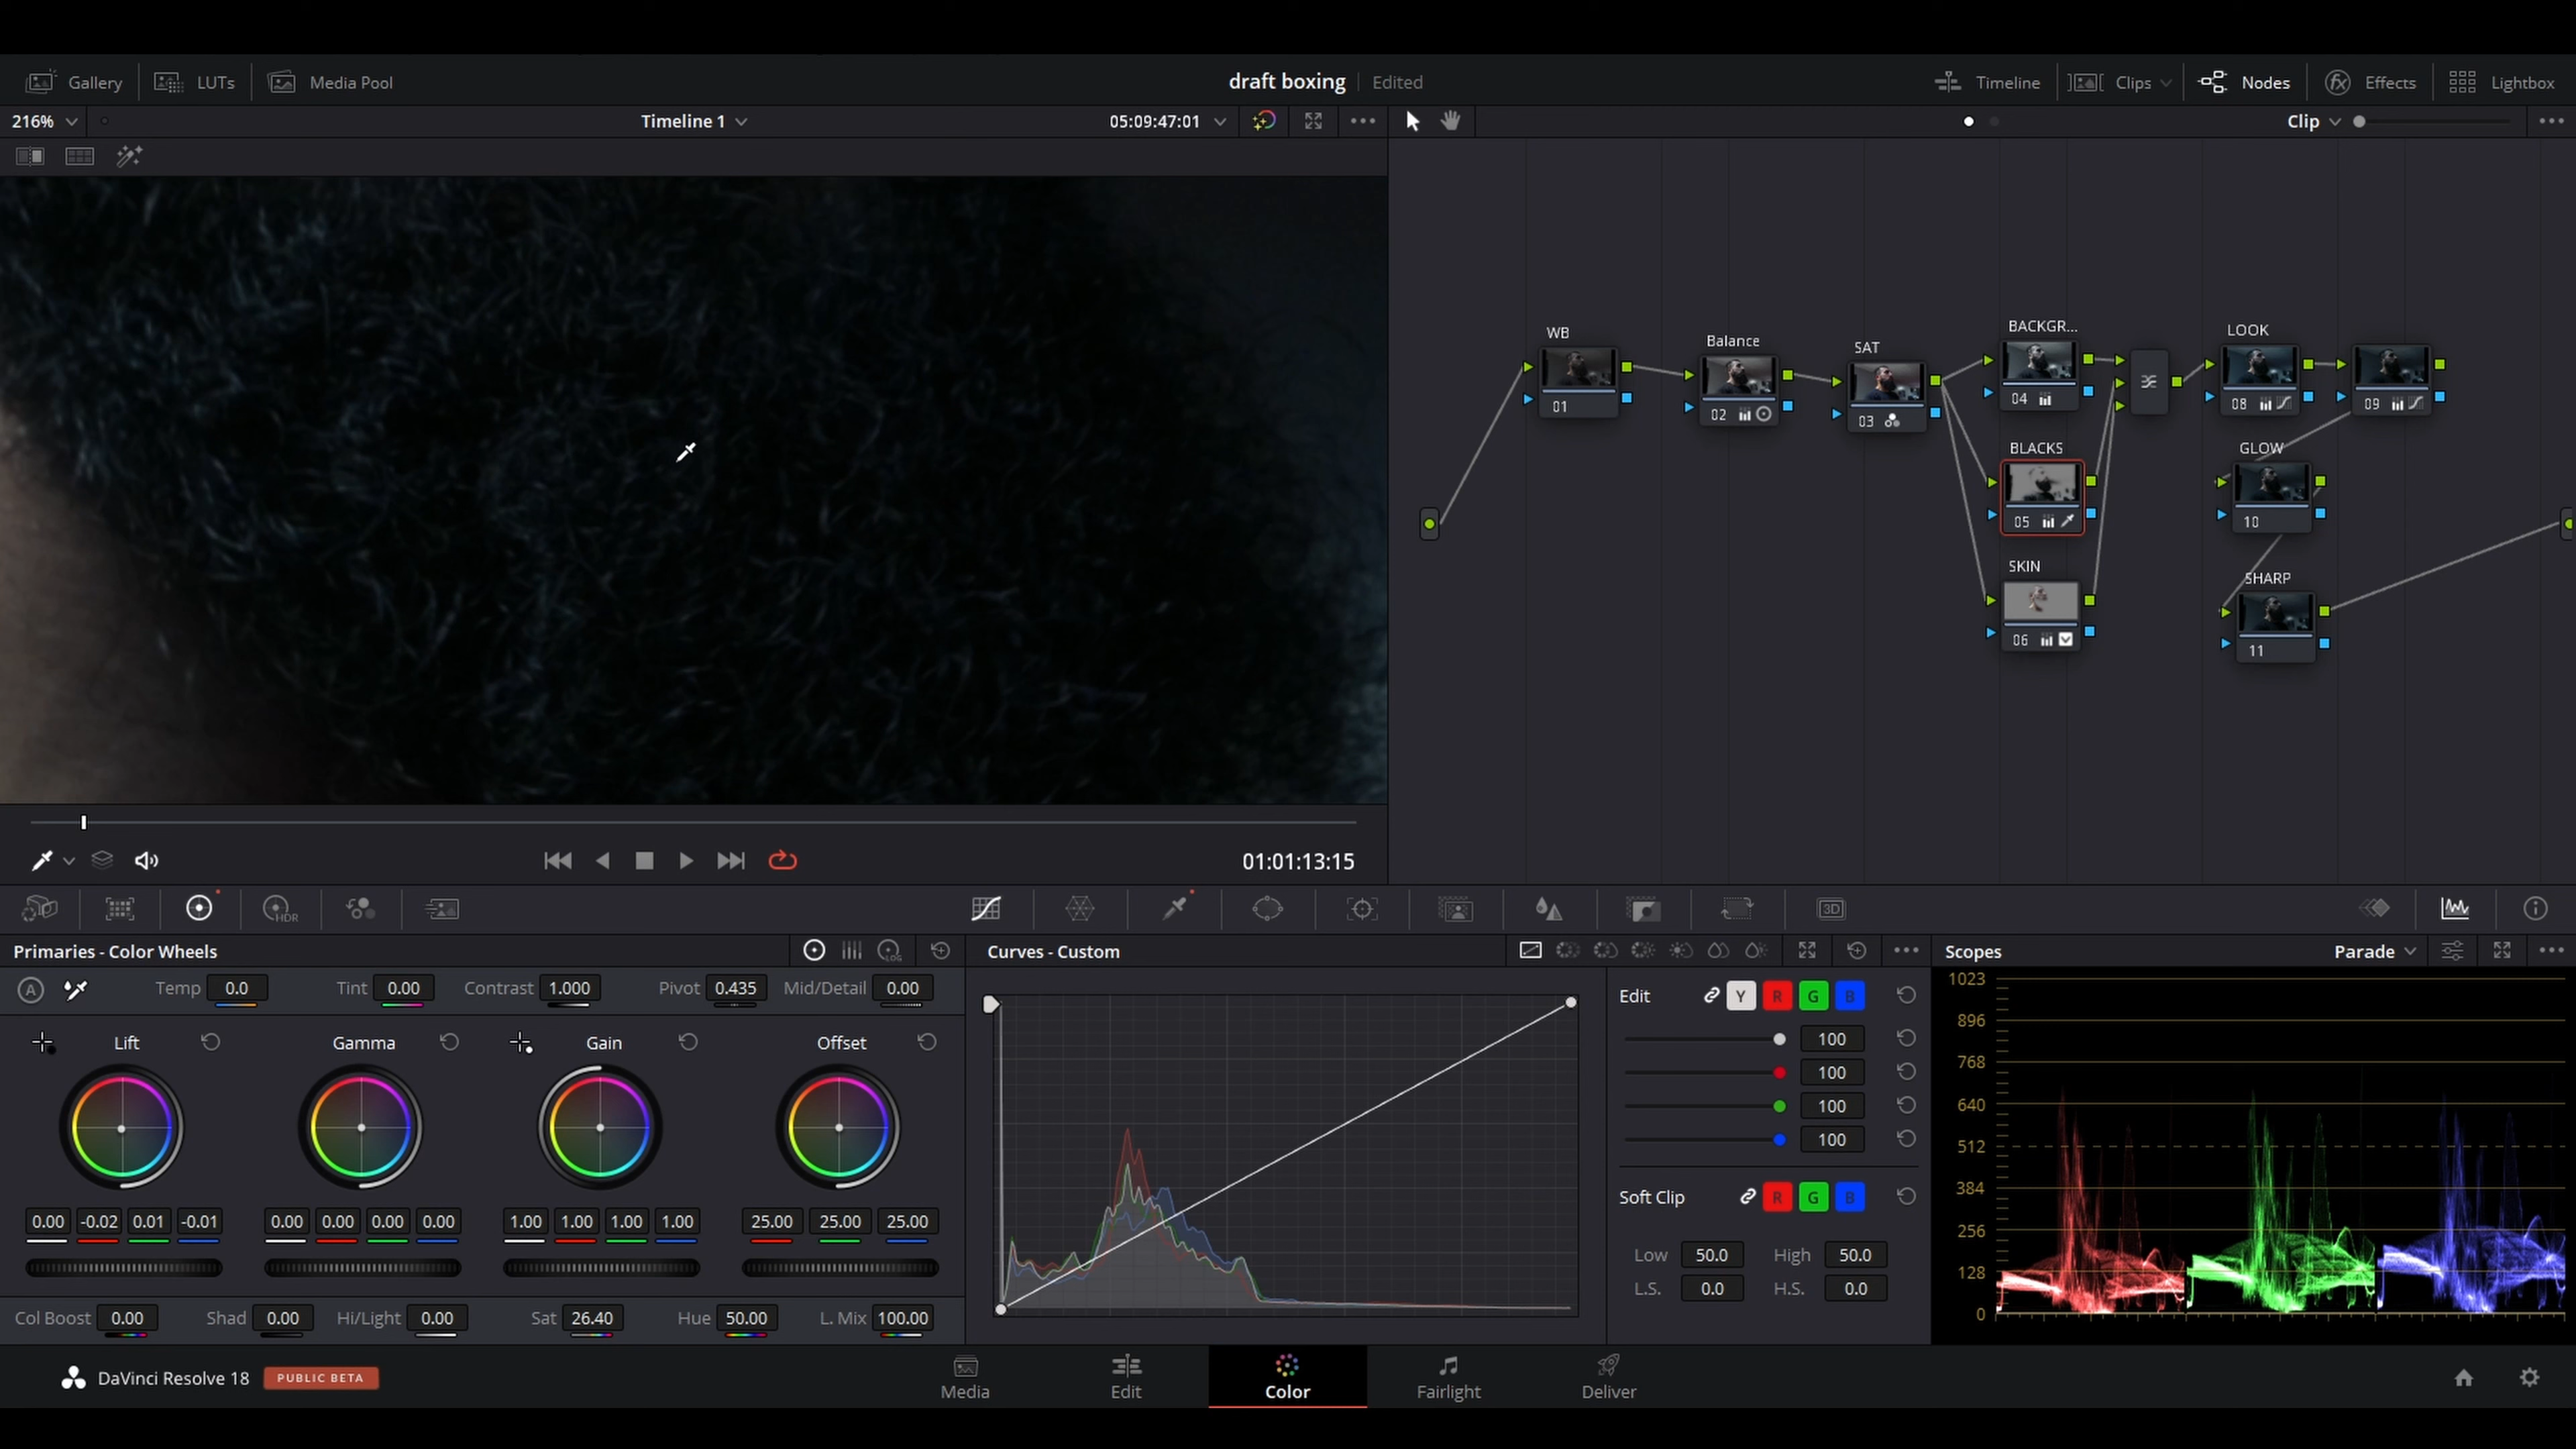 Gallery LUTs Media Pool draft boxing Edited Timeline Clips Nodes Effects Lightbox
216% Timeline 1 05:09:47:01 Clip
WB Balance SAT BACKGR... LOOK
01 02 03 04 08 09
BLACKS GLOW
05 10
SKIN SHARP
06 11
01:01:13:15
HDR 3D
Primaries - Color Wheels LOG Curves - Custom Scopes Parade
A Temp 0.0 Tint 0.00 Contrast 1.000 Pivot 0.435 Mid/Detail 0.00
Lift Gamma Gain Offset
0.00 -0.02 0.01 -0.01 0.00 0.00 0.00 0.00 1.00 1.00 1.00 1.00 25.00 25.00 25.00
Col Boost 0.00 Shad 0.00 Hi/Light 0.00 Sat 26.40 Hue 50.00 L. Mix 100.00
Edit Y R G B
100
100
100
100
Soft Clip R G B
Low 50.0 High 50.0
L.S. 0.0 H.S. 0.0
1023
896
768
640
512
384
256
128
0
DaVinci Resolve 18 PUBLIC BETA Media Edit Color Fairlight Deliver